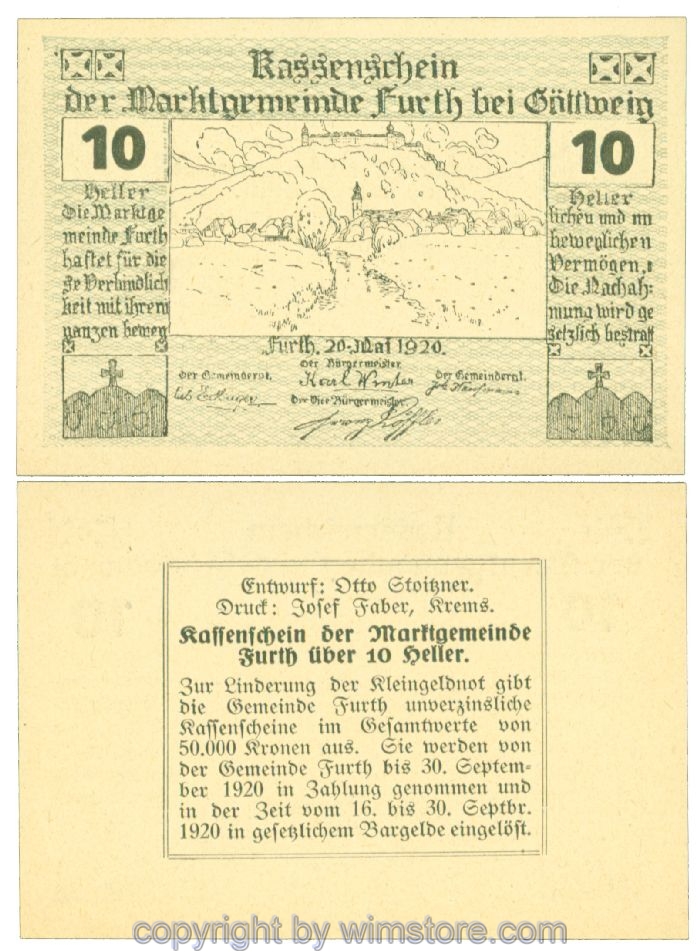 Kassenschein
der Marktgemeinde Furth bei Göttweig
10
Heller
Die Marktge
meinde Furth
haftet für die
se Verbindlich
keit mit ihrem
ganzen beweg
10
Heller
lichen und un
beweglichen
Vermögen.
Die Nachah-
mung wird ge
setzlich bestraft
Furth, 20. Mai 1920.
Der Bürgermeister
Der Gemeinderat.
Karl Winter
Der Gemeinderat.
Der Vize Bürgermeister
Franz Löffler
Entwurf: Otto Stoitzner.
Druck: Josef Faber, Krems.
Kassenschein der Marktgemeinde
Furth über 10 Heller.
Zur Linderung der Kleingeldnot gibt
die Gemeinde Furth unverzinsliche
Kassenscheine im Gesamtwerte von
50.000 Kronen aus. Sie werden von
der Gemeinde Furth bis 30. Septem-
ber 1920 in Zahlung genommen und
in der Zeit vom 16. bis 30. Septbr.
1920 in gesetzlichem Bargelde eingelöst.
copyright by wimstore.com